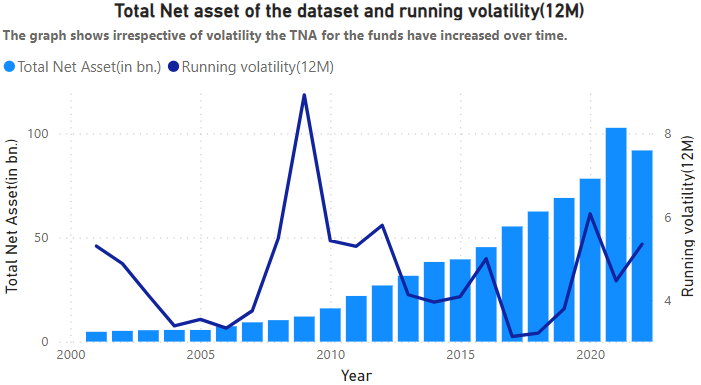 Total Net asset of the dataset and running volatility(12M)
The graph shows irrespective of volatility the TNA for the funds have increased over time.
Total Net Asset(in bn.) Running volatility(12M)
100
50
0
Total Net Asset(in bn.)
8
6
4
Running volatility(12M)
2000 2005 2010 2015 2020
Year